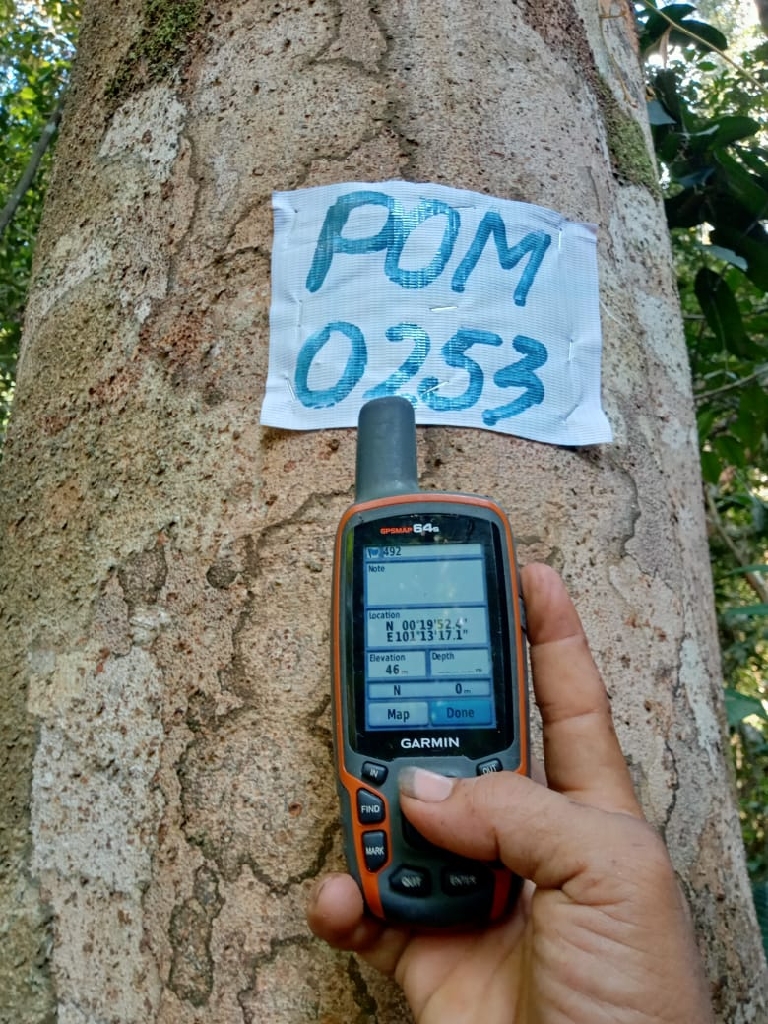 POM
0253
GPSMAP 64s
492
Note
Location
N 00°19'52.4"
E101°13'17.1"
Elevation
46 m
Depth
N 0m
Map Done
GARMIN
IN OUT
FIND
MARK
QUIT ENTER